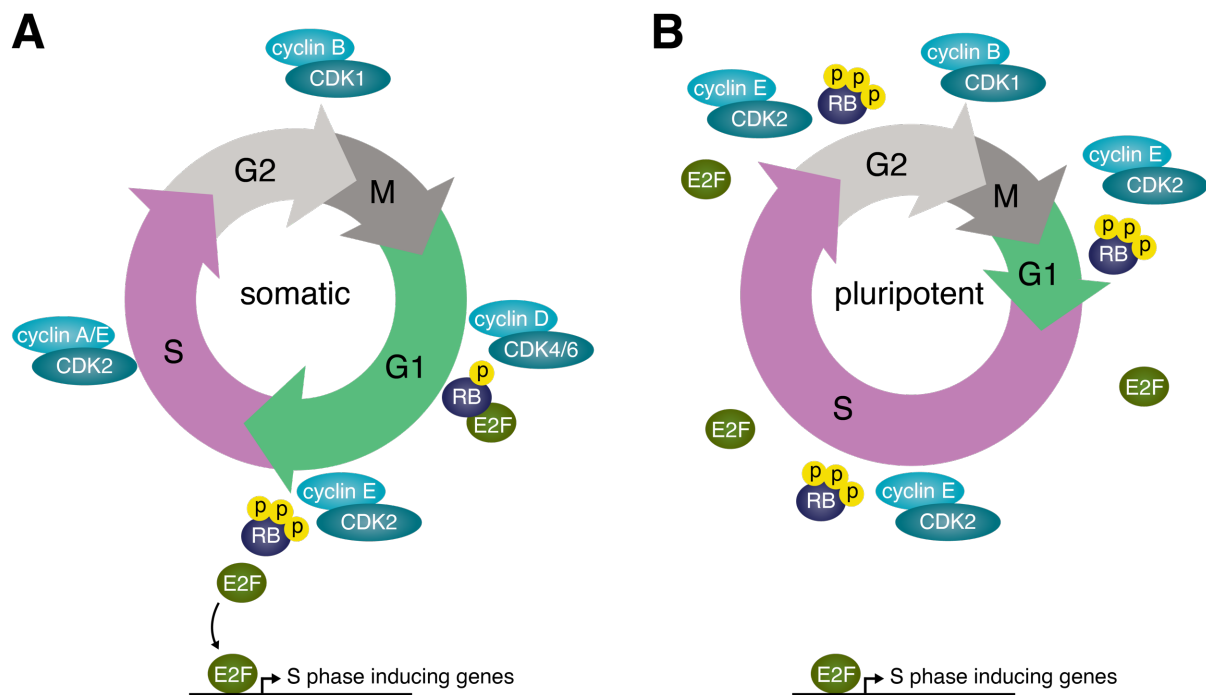 A
cyclin B
CDK1
G2
M
somatic
cyclin A/E
CDK2
S
G1
cyclin D
CDK4/6
p
RB
E2F
cyclin E
CDK2
p
p
p
RB
E2F
E2F
S phase inducing genes
B
cyclin B
CDK1
cyclin E
CDK2
p
p
p
RB
E2F
G2
M
cyclin E
CDK2
p
p
p
RB
G1
pluripotent
S
E2F
E2F
p
p
p
RB
cyclin E
CDK2
E2F
S phase inducing genes